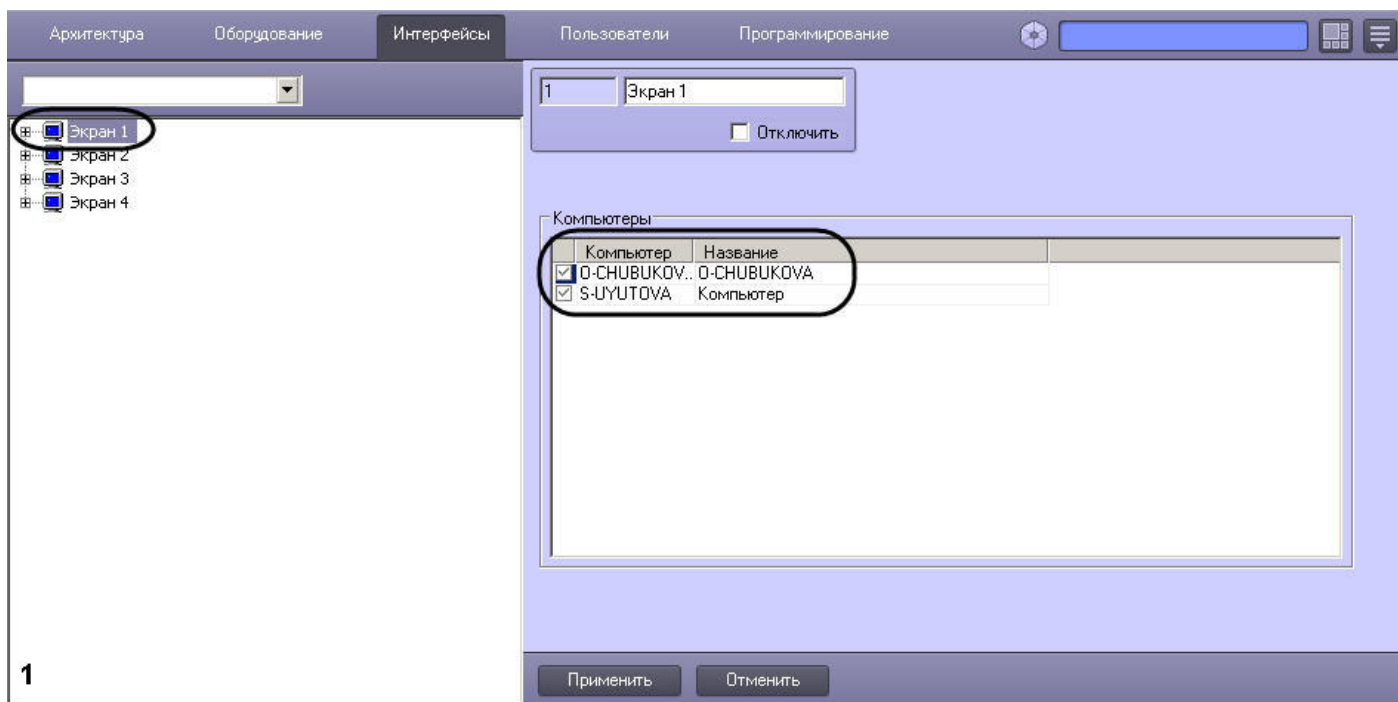 Архитектура Оборудование Интерфейсы Пользователи Программирование
1 Экран 1
Отключить
Экран 1
Экран 2
Экран 3
Экран 4
Компьютеры
Компьютер Название
O-CHUBUKOV.. O-CHUBUKOVA
S-UYUTOVA Компьютер
1
Применить Отменить